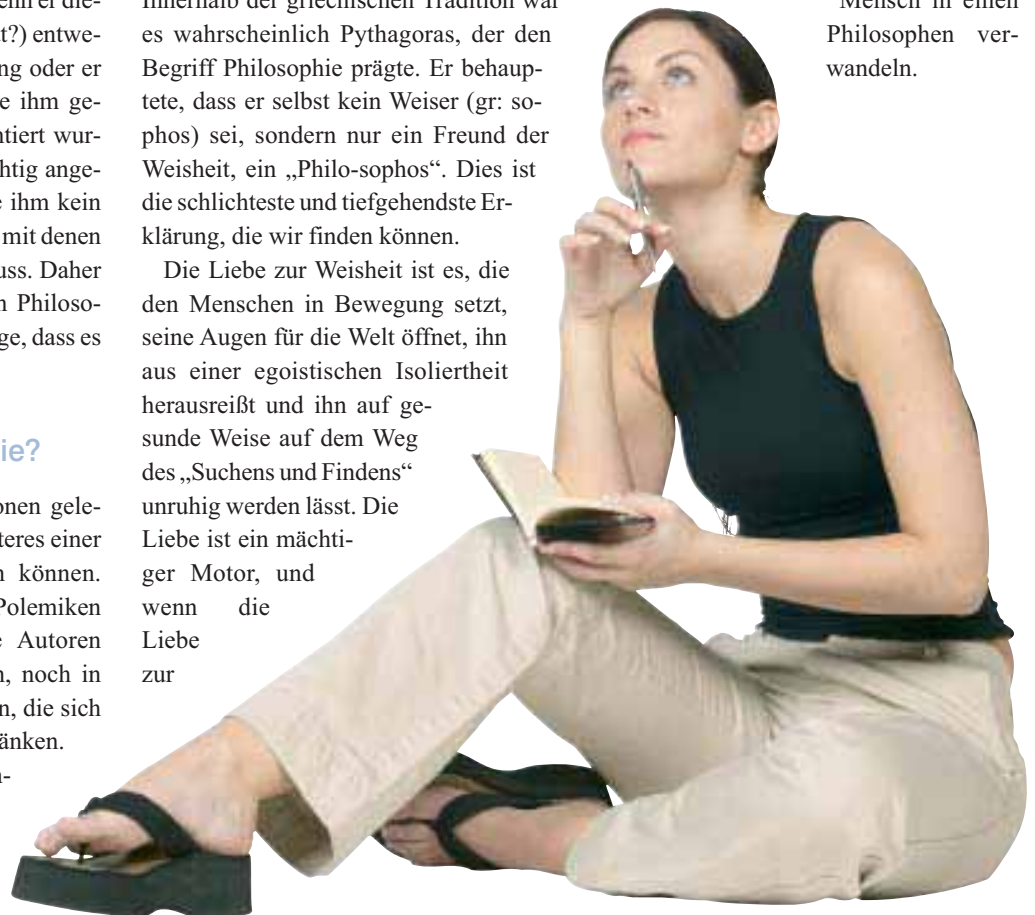 enn er die-
t?) entwe-
ng oder er
e ihm ge-
ntiert wur-
chtig ange-
e ihm kein
mit denen
uss. Daher
n Philoso-
ge, dass es
ie?
onen gele-
teres einer
n können.
Polemiken
e Autoren
n, noch in
n, die sich
änken.
n-
Innerhalb der griechischen Tradition war
es wahrscheinlich Pythagoras, der den
Begriff Philosophie prägte. Er behaup-
tete, dass er selbst kein Weiser (gr: so-
phos) sei, sondern nur ein Freund der
Weisheit, ein „Philo-sophos“. Dies ist
die schlichteste und tiefgehendste Er-
klärung, die wir finden können.
Die Liebe zur Weisheit ist es, die
den Menschen in Bewegung setzt,
seine Augen für die Welt öffnet, ihn
aus einer egoistischen Isoliertheit
herausreißt und ihn auf ge-
sunde Weise auf dem Weg
des „Suchens und Findens“
unruhig werden lässt. Die
Liebe ist ein mächti-
ger Motor, und
wenn die
Liebe
zur
Mensch in einen
Philosophen ver-
wandeln.